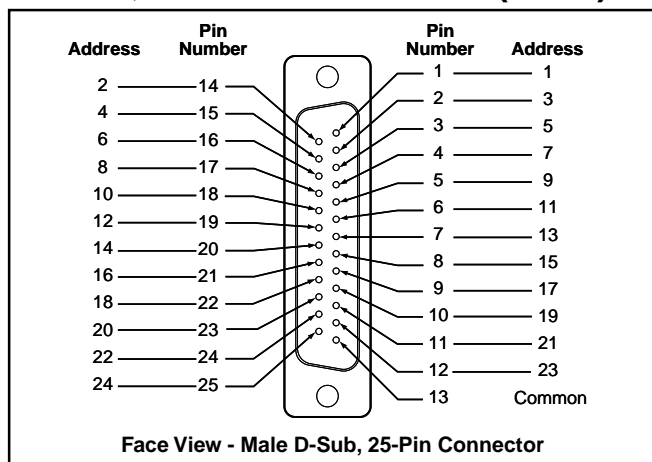 Address Pin Number Pin Number Address
2 14 1 1
4 15 2 3
6 16 3 5
8 17 4 7
10 18 5 9
12 19 6 11
14 20 7 13
16 21 8 15
18 22 9 17
20 23 10 19
22 24 11 21
24 25 12 23
13 Common
Face View - Male D-Sub, 25-Pin Connector